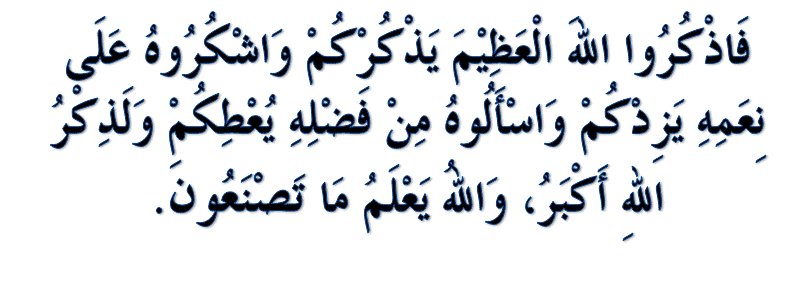 فَاذْكُرُوا اللهَ الْعَظِيْمَ يَذْكُرْكُمْ وَاشْكُرُوهُ عَلَى
نِعَمِهِ يَزِدْكُمْ وَاسْأَلُوهُ مِنْ فَضْلِهِ يُعْطِكُمْ وَلَذِكْرُ
اللهِ أَكْبَرُ، وَاللهُ يَعْلَمُ مَا تَصْنَعُونَ.